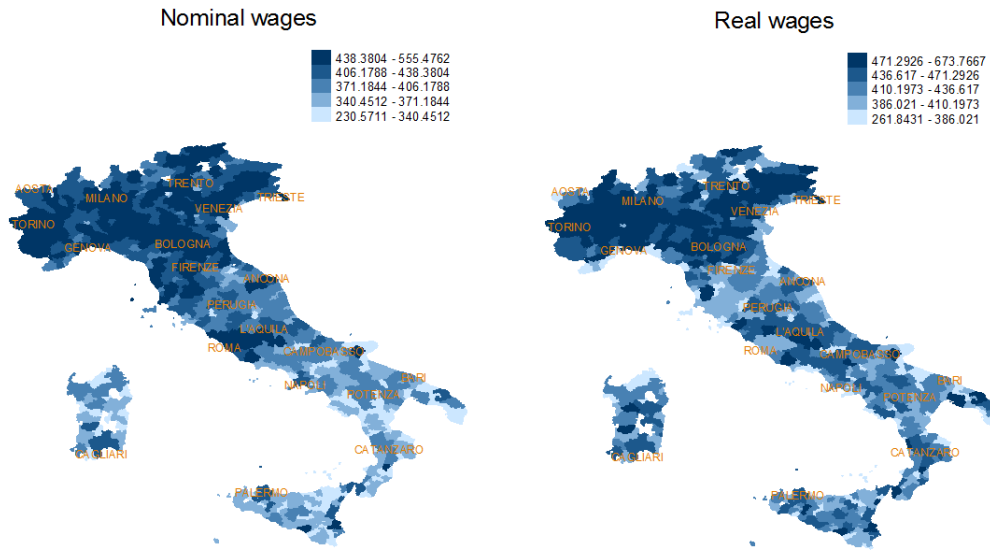 Nominal wages
438.3804 - 555.4762
406.1788 - 438.3804
371.1844 - 406.1788
340.4512 - 371.1844
230.5711 - 340.4512
AOSTA
TRENTO
MILANO
TRIESTE
VENEZIA
TORINO
GENOVA
BOLOGNA
FIRENZE
ANCONA
PERUGIA
L'AQUILA
ROMA
CAMPOBASSO
NAPOLI
BARI
POTENZA
CATANZARO
CAGLIARI
PALERMO
Real wages
471.2926 - 673.7667
436.617 - 471.2926
410.1973 - 436.617
386.021 - 410.1973
261.8431 - 386.021
AOSTA
TRENTO
MILANO
TRIESTE
VENEZIA
TORINO
GENOVA
BOLOGNA
FIRENZE
ANCONA
PERUGIA
L'AQUILA
ROMA
CAMPOBASSO
NAPOLI
BARI
POTENZA
CATANZARO
CAGLIARI
PALERMO